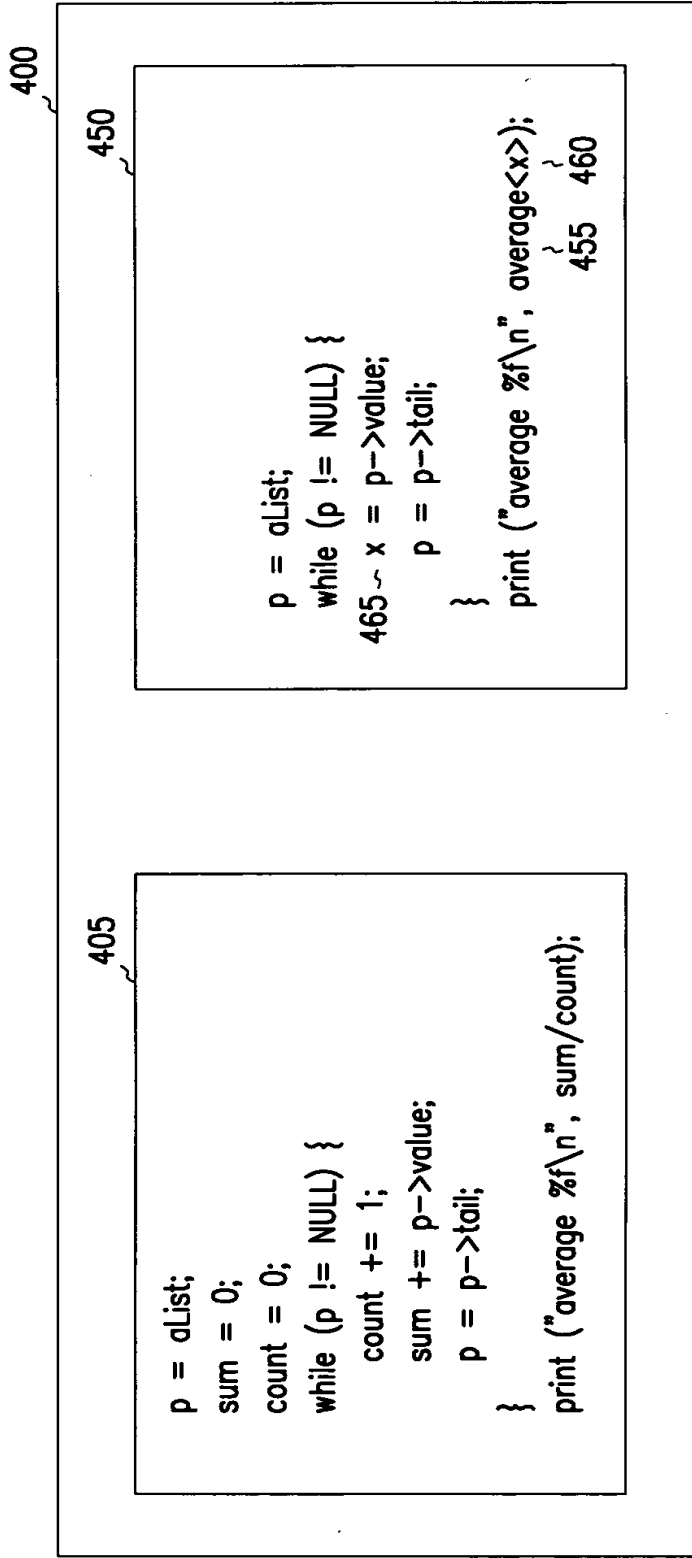 400
405
p = aList;
sum = 0;
count = 0;
while (p != NULL) {
count += 1;
sum += p->value;
p = p->tail;
}
print ("average %f\n", sum/count);
450
p = aList;
while (p != NULL) {
465 ~ x = p->value;
p = p->tail;
}
print ("average %f\n", average<x>);
455 460